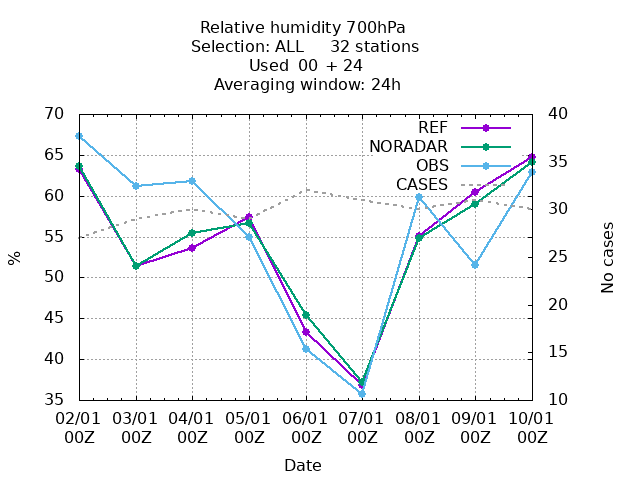 Relative humidity 700hPa
Selection: ALL 32 stations
Used 00 + 24
Averaging window: 24h
70
65
60
55
50
45
40
35
%
40
35
30
25
20
15
10
No cases
REF
NORADAR
OBS
CASES
02/01 03/01 04/01 05/01 06/01 07/01 08/01 09/01 10/01
00Z 00Z 00Z 00Z 00Z 00Z 00Z 00Z 00Z
Date